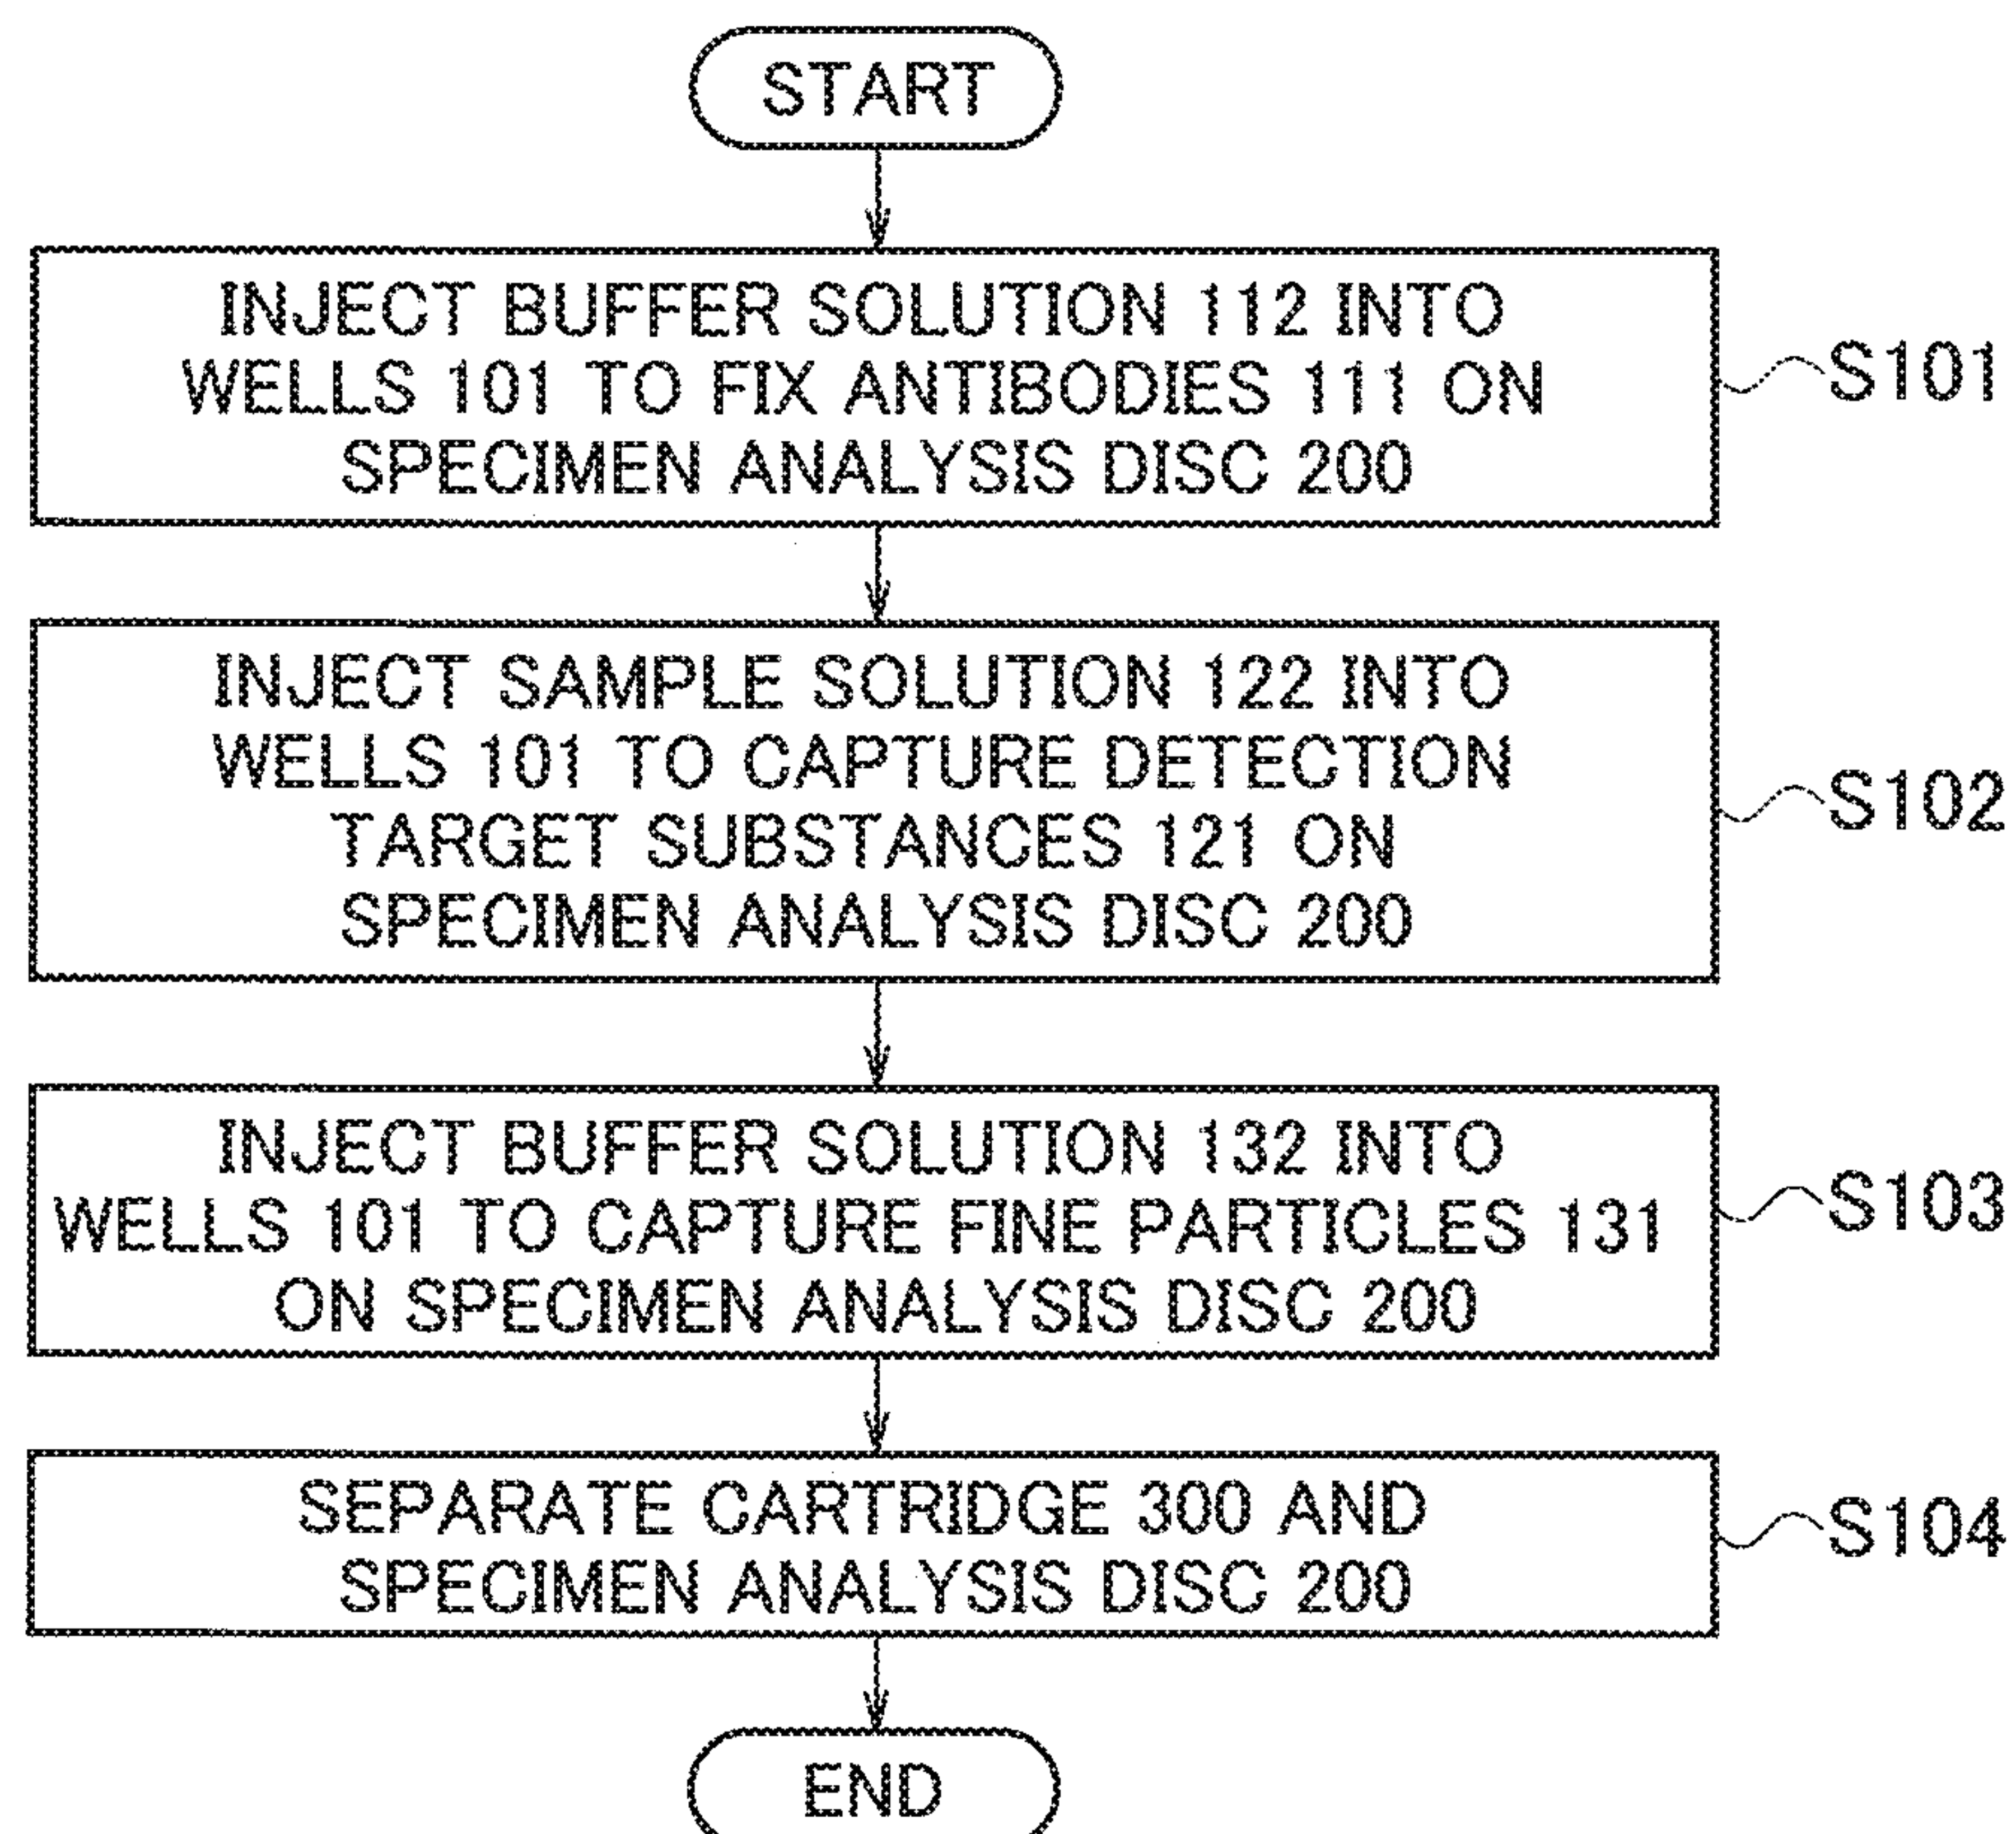 START
INJECT BUFFER SOLUTION 112 INTO
WELLS 101 TO FIX ANTIBODIES 111 ON
SPECIMEN ANALYSIS DISC 200
S101
INJECT SAMPLE SOLUTION 122 INTO
WELLS 101 TO CAPTURE DETECTION
TARGET SUBSTANCES 121 ON
SPECIMEN ANALYSIS DISC 200
S102
INJECT BUFFER SOLUTION 132 INTO
WELLS 101 TO CAPTURE FINE PARTICLES 131
ON SPECIMEN ANALYSIS DISC 200
S103
SEPARATE CARTRIDGE 300 AND
SPECIMEN ANALYSIS DISC 200
S104
END